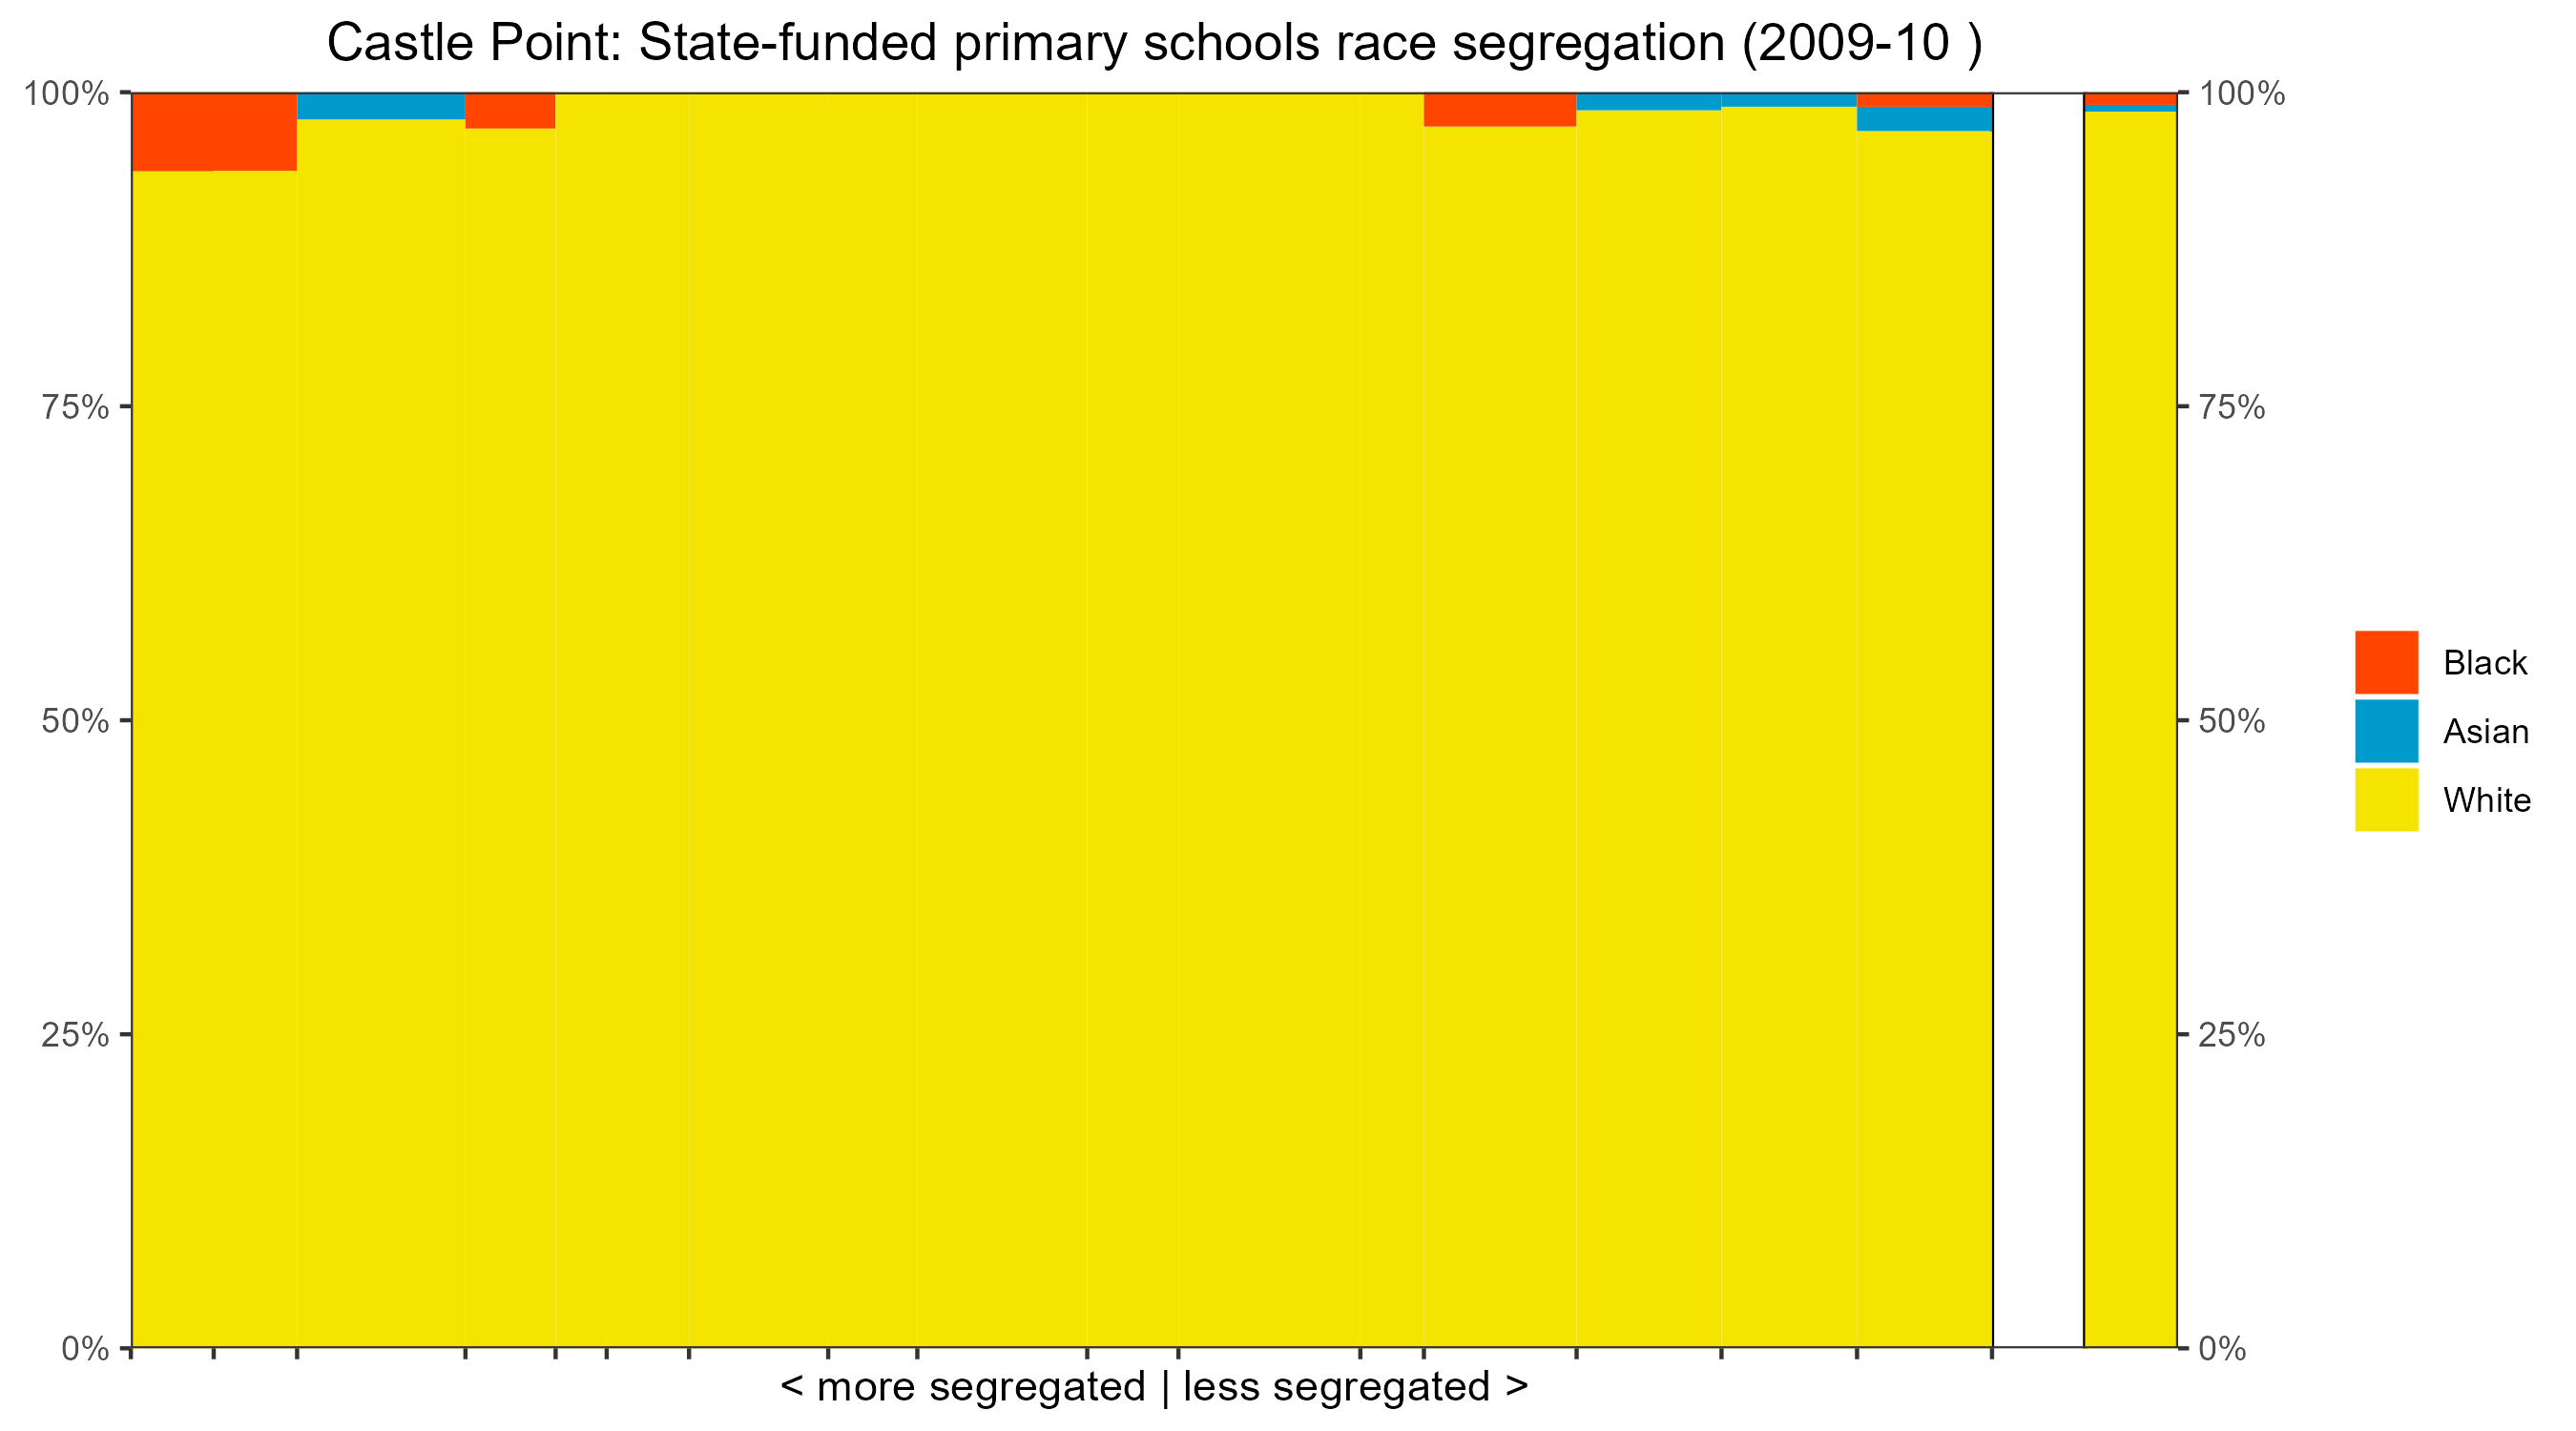 Castle Point: State-funded primary schools race segregation (2009-10 )
100%
75%
50%
25%
0%
100%
75%
50%
25%
0%
Black
Asian
White
< more segregated | less segregated >